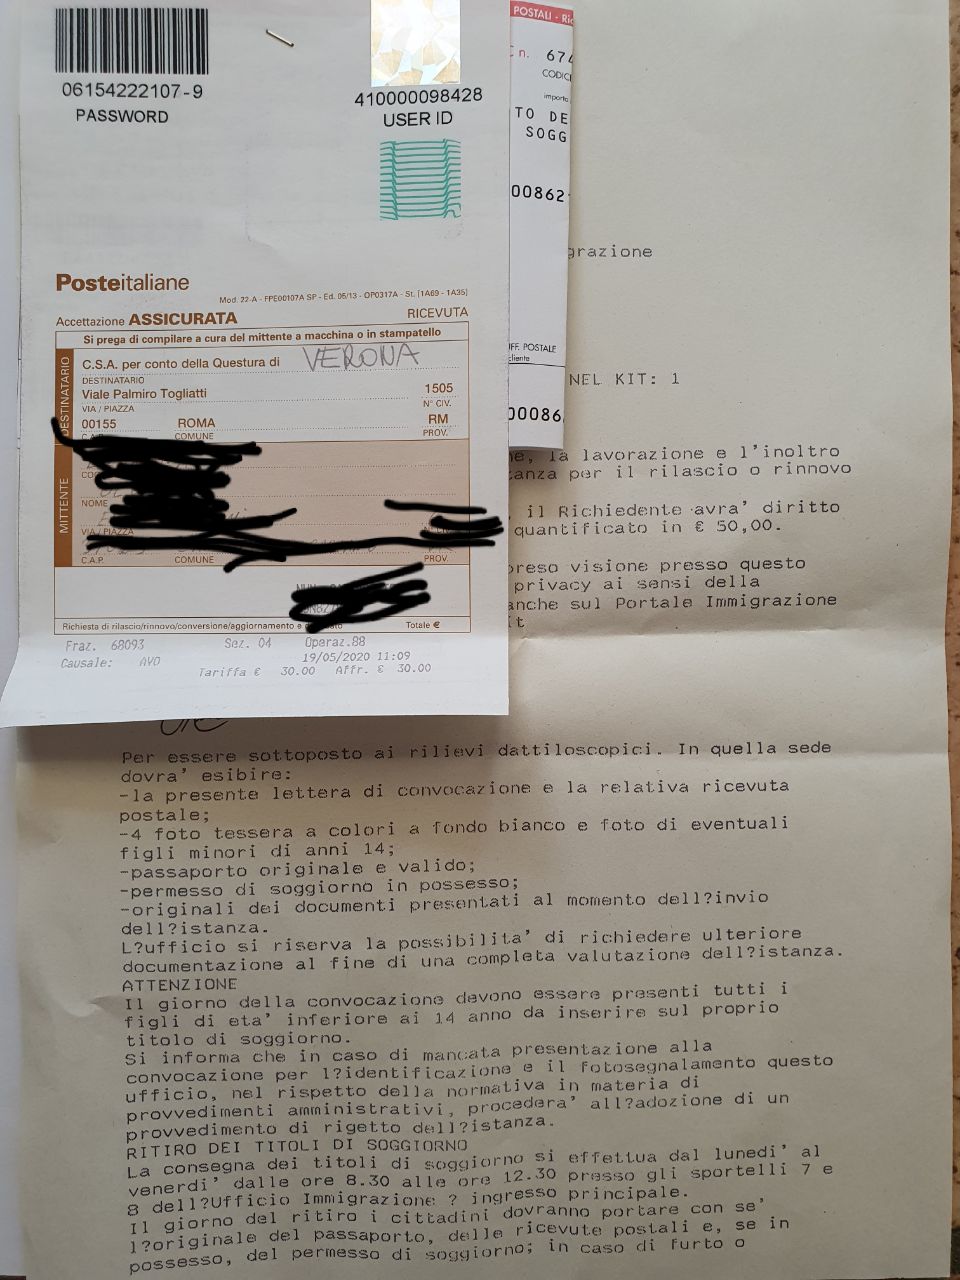 06154222107-9
PASSWORD
410000098428
USER ID
Posteitaliane
Mod. 22-A - FPE00107A SP - Ed. 05/13 - OP0317A - St. [1A69 - 1A35]
Accettazione ASSICURATA RICEVUTA
Si prega di compilare a cura del mittente a macchina o in stampatello
DESTINATARIO
C.S.A. per conto della Questura di VERONA
DESTINATARIO
Viale Palmiro Togliatti 1505
VIA / PIAZZA N° CIV.
00155 ROMA RM
C.A.P. COMUNE PROV.
MITTENTE
NOME
VIA / PIAZZA
C.A.P. COMUNE PROV.
Richiesta di rilascio/rinnovo/conversione/aggiornamento e Totale €
Fraz. 68093 Sez. 04 Operaz.88
Causale: AVO 19/05/2020 11:09
Tariffa € 30.00 Affr. € 30.00
POSTALI - Ric
n. 674
CODICI
importo
TO DE
SOGG
00862
UFF. POSTALE
cliente
00086
grazione
NEL KIT: 1
ne, la lavorazione e l'inoltro
tanza per il rilascio o rinnovo
il Richiedente avra' diritto
quantificato in € 50,00.
preso visione presso questo
privacy ai sensi della
anche sul Portale Immigrazione
it
Per essere sottoposto ai rilievi dattiloscopici. In quella sede
dovra' esibire:
-la presente lettera di convocazione e la relativa ricevuta
postale;
-4 foto tessera a colori a fondo bianco e foto di eventuali
figli minori di anni 14;
-passaporto originale e valido;
-permesso di soggiorno in possesso;
-originali dei documenti presentati al momento dell?invio
dell?istanza.
L?ufficio si riserva la possibilita' di richiedere ulteriore
documentazione al fine di una completa valutazione dell?istanza.
ATTENZIONE
Il giorno della convocazione devono essere presenti tutti i
figli di eta' inferiore ai 14 anno da inserire sul proprio
titolo di soggiorno.
Si informa che in caso di mancata presentazione alla
convocazione per l?identificazione e il fotosegnalamento questo
ufficio, nel rispetto della normativa in materia di
provvedimenti amministrativi, procedera' all?adozione di un
provvedimento di rigetto dell?istanza.
RITIRO DEI TITOLI DI SOGGIORNO
La consegna dei titoli di soggiorno si effettua dal lunedi' al
venerdi' dalle ore 8.30 alle ore 12.30 presso gli sportelli 7 e
8 dell?Ufficio Immigrazione ? ingresso principale.
Il giorno del ritiro i cittadini dovranno portare con se'
l?originale del passaporto, delle ricevute postali e, se in
possesso, del permesso di soggiorno; in caso di furto o